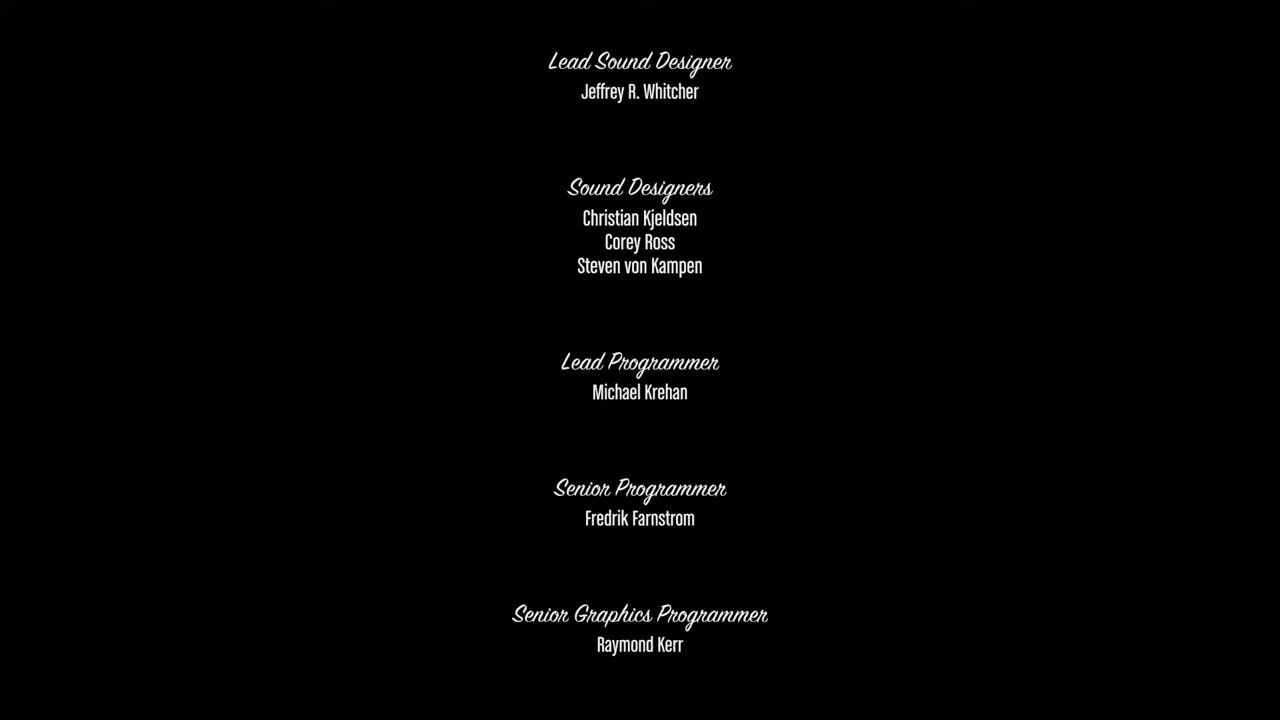 Lead Sound Designer
Jeffrey R. Whitcher
Sound Designers
Christian Kjeldsen
Corey Ross
Steven von Kampen
Lead Programmer
Michael Krehan
Senior Programmer
Fredrik Farnstrom
Senior Graphics Programmer
Raymond Kerr